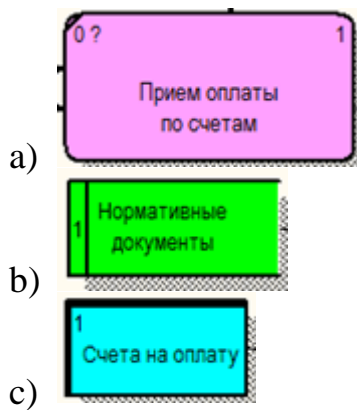 0 ? 1
Прием оплаты
по счетам
a)
1
Нормативные
документы
b)
1
Счета на оплату
c)